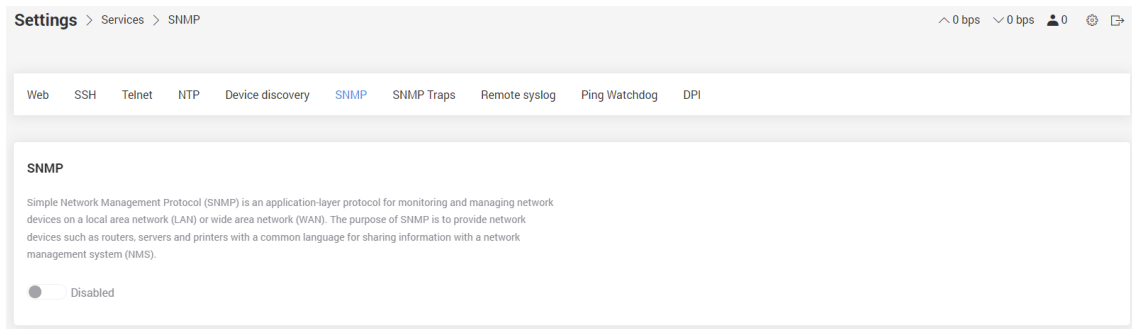 Settings > Services > SNMP 0 bps 0 bps 0
Web SSH Telnet NTP Device discovery SNMP SNMP Traps Remote syslog Ping Watchdog DPI
SNMP
Simple Network Management Protocol (SNMP) is an application-layer protocol for monitoring and managing network
devices on a local area network (LAN) or wide area network (WAN). The purpose of SNMP is to provide network
devices such as routers, servers and printers with a common language for sharing information with a network
management system (NMS).
Disabled